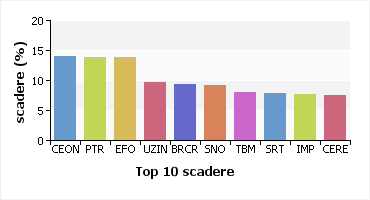 20
15
10
5
0
scadere (%)
CEON PTR EFO UZIN BRCR SNO TBM SRT IMP CERE
Top 10 scadere